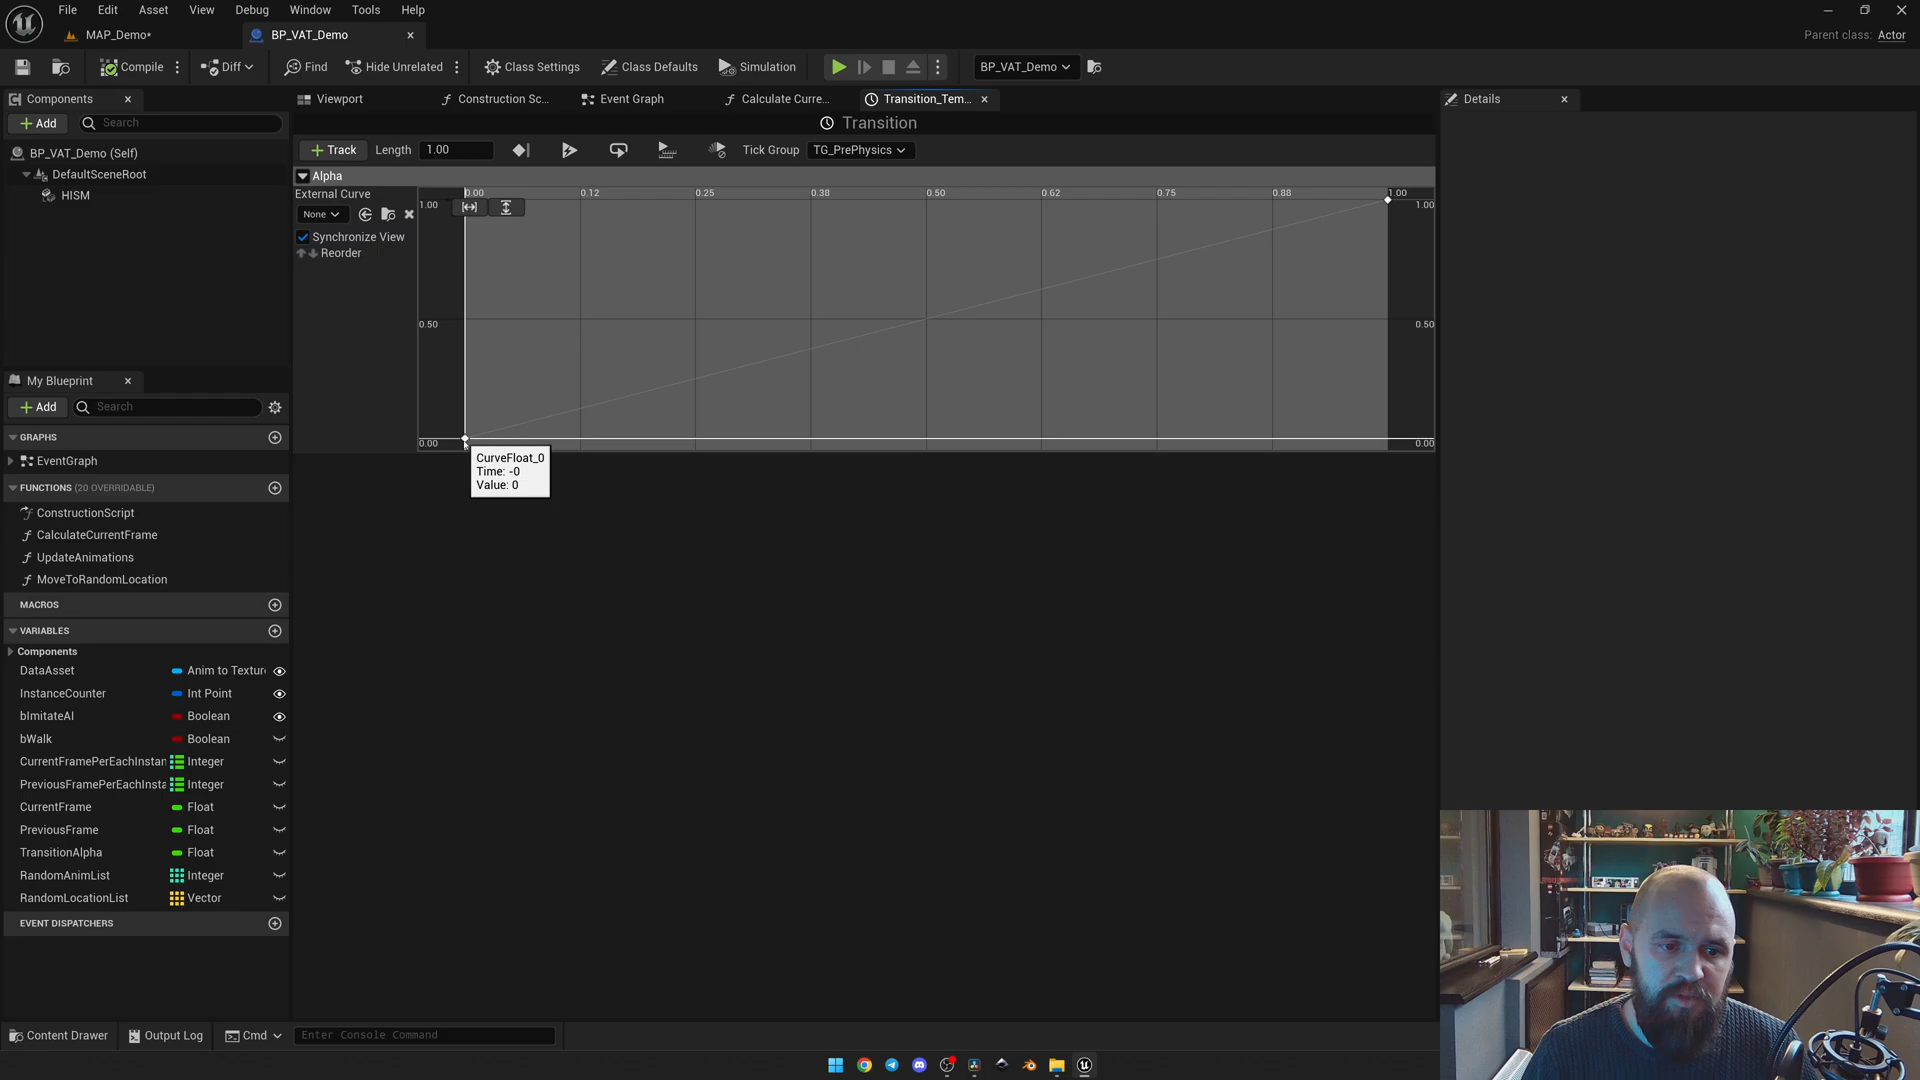 File Edit Asset View Debug Window Tools Help
MAP_Demo*
BP_VAT_Demo
Parent class: Actor
Compile
Diff
Find
Hide Unrelated
Class Settings
Class Defaults
Simulation
BP_VAT_Demo
Components
Viewport
Construction Sc...
Event Graph
Calculate Curre...
Transition_Tem...
Details
Add
Search
Transition
BP_VAT_Demo (Self)
Track
Length
1.00
Tick Group
TG_PrePhysics
DefaultSceneRoot
Alpha
HISM
External Curve
0.00 0.12 0.25 0.38 0.50 0.62 0.75 0.88 1.00
None
1.00 1.00
Synchronize View
Reorder
0.50 0.50
0.00 0.00
CurveFloat_0
Time: -0
Value: 0
My Blueprint
Add
Search
GRAPHS
EventGraph
FUNCTIONS (20 OVERRIDABLE)
ConstructionScript
CalculateCurrentFrame
UpdateAnimations
MoveToRandomLocation
MACROS
VARIABLES
Components
DataAsset Anim to Textur
InstanceCounter Int Point
bImitateAI Boolean
bWalk Boolean
CurrentFramePerEachInstan Integer
PreviousFramePerEachInsta Integer
CurrentFrame Float
PreviousFrame Float
TransitionAlpha Float
RandomAnimList Integer
RandomLocationList Vector
EVENT DISPATCHERS
Content Drawer
Output Log
Cmd
Enter Console Command